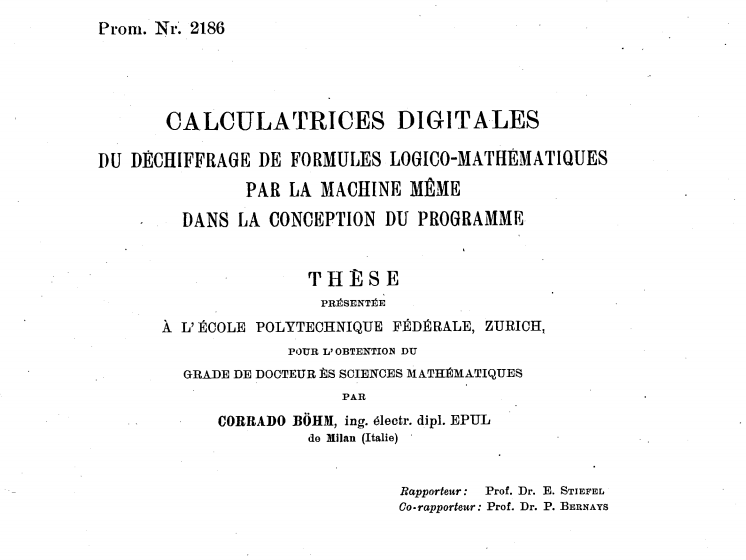 Prom. Nr. 2186
CALCULATRICES DIGITALES
DU DÉCHIFFRAGE DE FORMULES LOGICO-MATHÉMATIQUES
PAR LA MACHINE MÊME
DANS LA CONCEPTION DU PROGRAMME
THÈSE
PRÉSENTÉE
À L'ÉCOLE POLYTECHNIQUE FÉDÉRALE, ZURICH,
POUR L'OBTENTION DU
GRADE DE DOCTEUR ÈS SCIENCES MATHÉMATIQUES
PAR
CORRADO BÖHM, ing. électr. dipl. EPUL
de Milan (Italie)
Rapporteur: Prof. Dr. E. STIEFEL
Co-rapporteur: Prof. Dr. P. BERNAYS